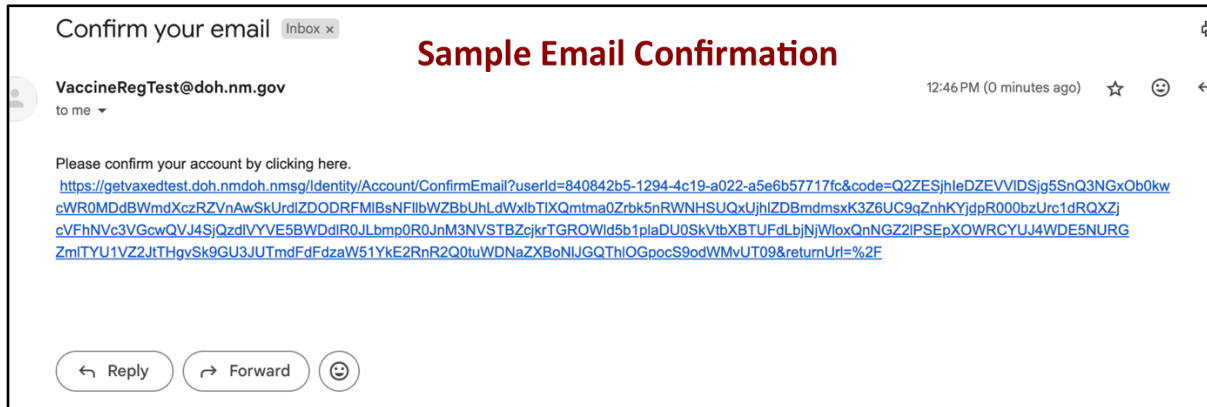 Confirm your email Inbox x
Sample Email Confirmation
VaccineRegTest@doh.nm.gov 12:46 PM (0 minutes ago)
to me
Please confirm your account by clicking here.
https://getvaxedtest.doh.nmdoh.nmsg/Identity/Account/ConfirmEmail?userId=840842b5-1294-4c19-a022-a5e6b57717fc&code=Q2ZESjhIeDZEVVlDSjg5SnQ3NGxOb0kw
cWR0MDdBWmdXczRZVnAwSkUrdlZDODRFMlBsNFllbWZBbUhLdWxlbTlXQmtma0Zrbk5nRWNHSUQxUjhlZDBmdmsxK3Z6UC9qZnhKYjdpR000bzUrc1dRQXZj
cVFhNVc3VGcwQVJ4SjQzdlVYVE5BWDdlR0JLbmp0R0JnM3NVSTBZcjkrTGROWld5b1plaDU0SkVtbXBTUFdLbjNjWloxQnNGZ2lPSEpXOWRCYUJ4WDE5NURG
ZmlTYU1VZ2JtTHgvSk9GU3JUTmdFdFdzaW51YkE2RnR2Q0tuWDNaZXBoNlJGQThlOGpocS9odWMvUT09&returnUrl=%2F
Reply Forward